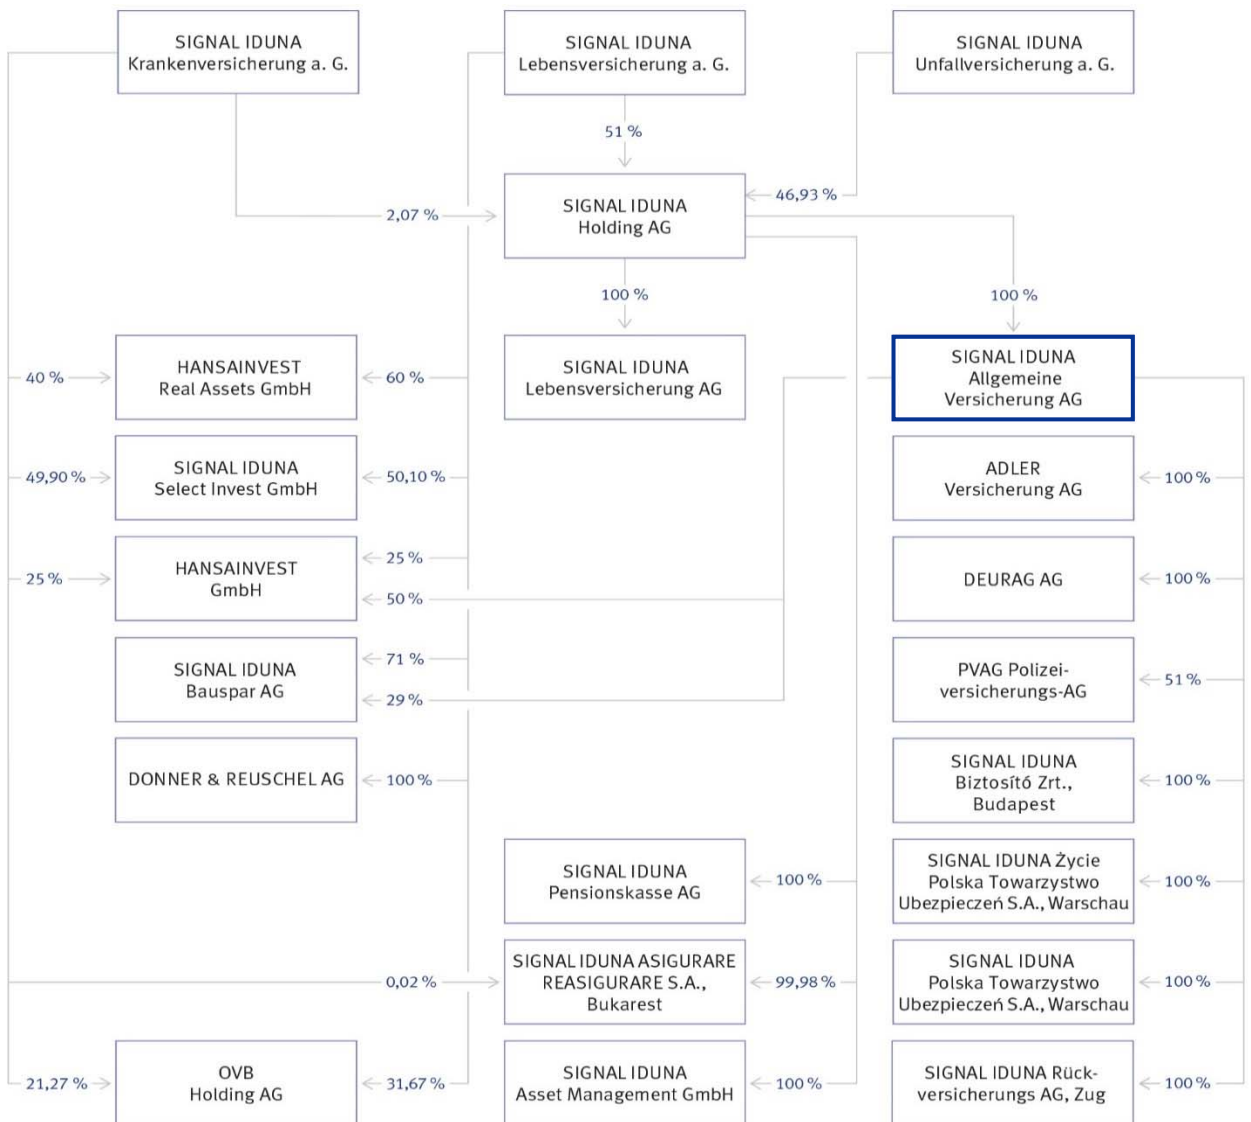 SIGNAL IDUNA
Krankenversicherung a. G.
SIGNAL IDUNA
Lebensversicherung a. G.
SIGNAL IDUNA
Unfallversicherung a. G.
51 %
46,93 %
2,07 %
SIGNAL IDUNA
Holding AG
100 %
100 %
40 %
HANSAINVEST
Real Assets GmbH
60 %
SIGNAL IDUNA
Lebensversicherung AG
SIGNAL IDUNA
Allgemeine
Versicherung AG
49,90 %
SIGNAL IDUNA
Select Invest GmbH
50,10 %
ADLER
Versicherung AG
100 %
25 %
HANSAINVEST
GmbH
25 %
50 %
DEURAG AG
100 %
SIGNAL IDUNA
Bauspar AG
71 %
29 %
PVAG Polizei-
versicherungs-AG
51 %
DONNER & REUSCHEL AG
100 %
SIGNAL IDUNA
Biztosító Zrt.,
Budapest
100 %
SIGNAL IDUNA
Pensionskasse AG
100 %
SIGNAL IDUNA Życie
Polska Towarzystwo
Ubezpieczeń S.A., Warschau
100 %
0,02 %
SIGNAL IDUNA ASIGURARE
REASIGURARE S.A.,
Bukarest
99,98 %
SIGNAL IDUNA
Polska Towarzystwo
Ubezpieczeń S.A., Warschau
100 %
21,27 %
OVB
Holding AG
31,67 %
SIGNAL IDUNA
Asset Management GmbH
100 %
SIGNAL IDUNA Rück-
versicherungs AG, Zug
100 %